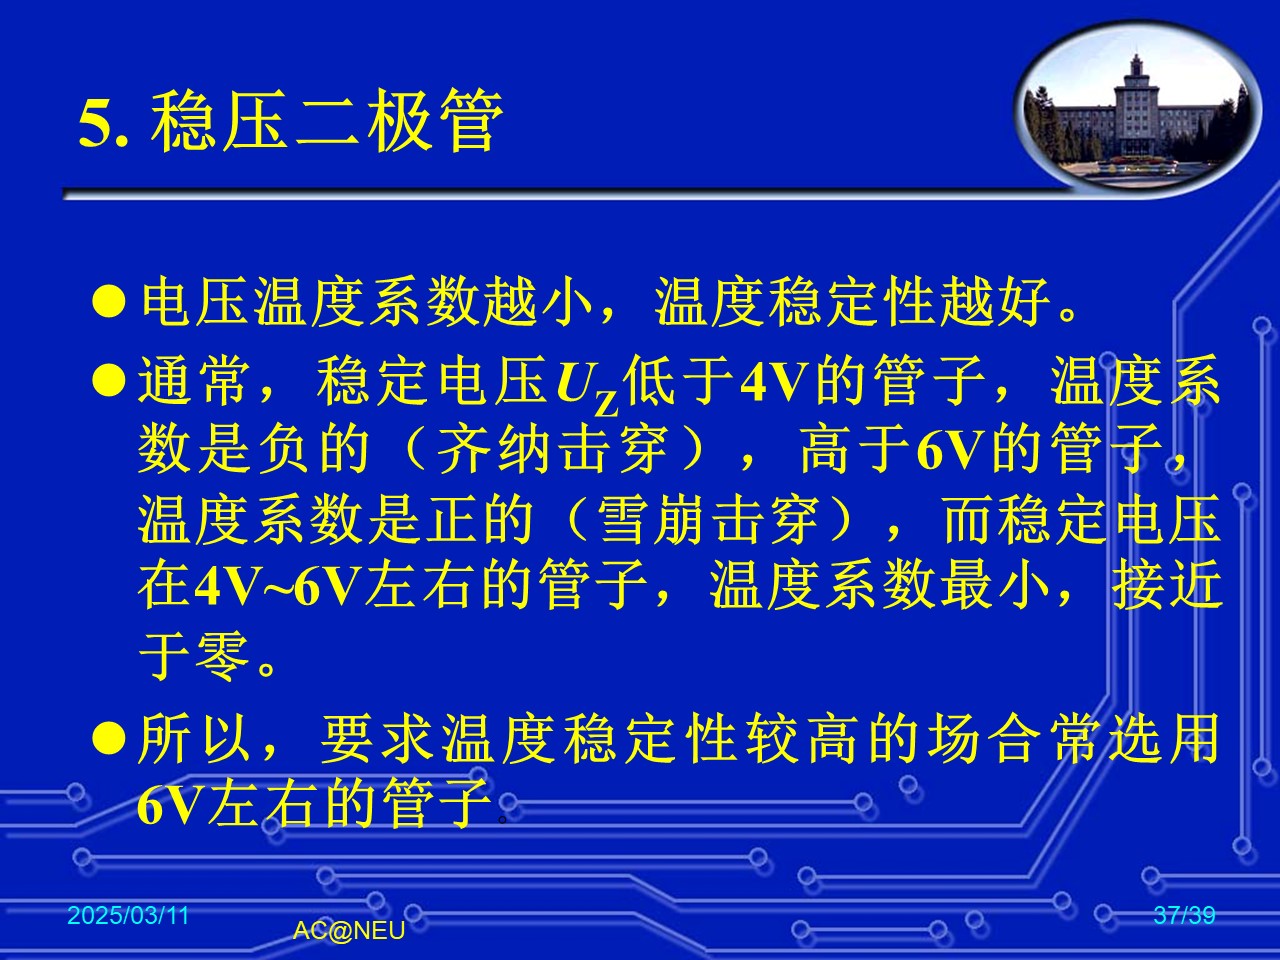 5. 稳压二极管
●电压温度系数越小，温度稳定性越好。
●通常，稳定电压UZ低于4V的管子，温度系
数是负的（齐纳击穿），高于6V的管子，
温度系数是正的（雪崩击穿），而稳定电压
在4V~6V左右的管子，温度系数最小，接近
于零。
●所以，要求温度稳定性较高的场合常选用
6V左右的管子。
2025/03/11
AC@NEU
37/39